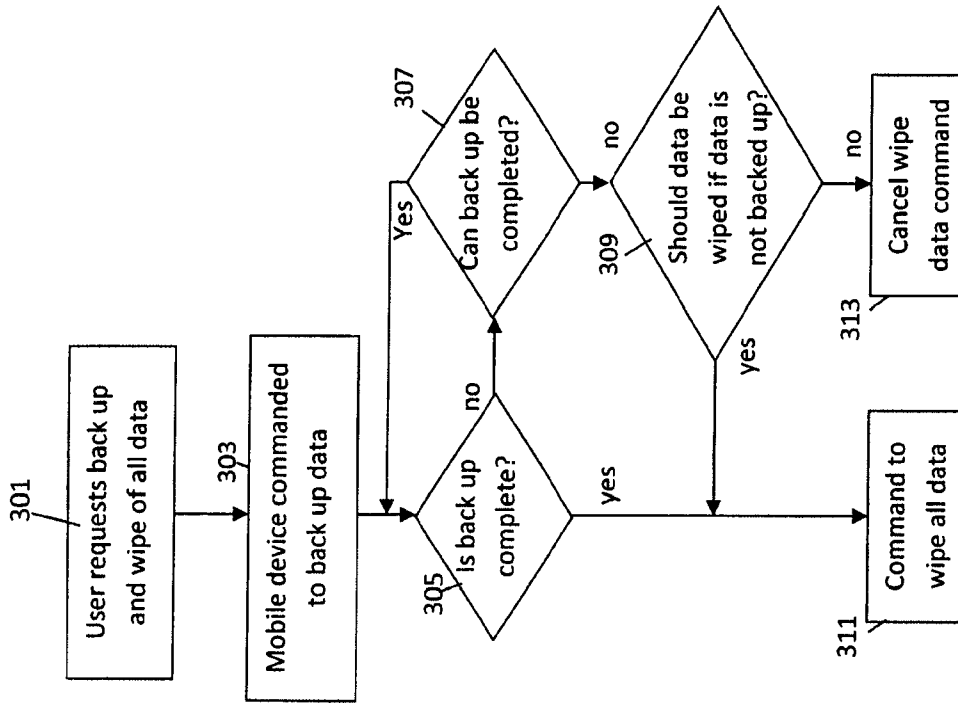 301
User requests back up
and wipe of all data
303
Mobile device commanded
to back up data
Yes
307
Can back up be
completed?
305
Is back up
complete?
no
no
309
Should data be
wiped if data is
not backed up?
yes
yes
no
311
Command to
wipe all data
313
Cancel wipe
data command